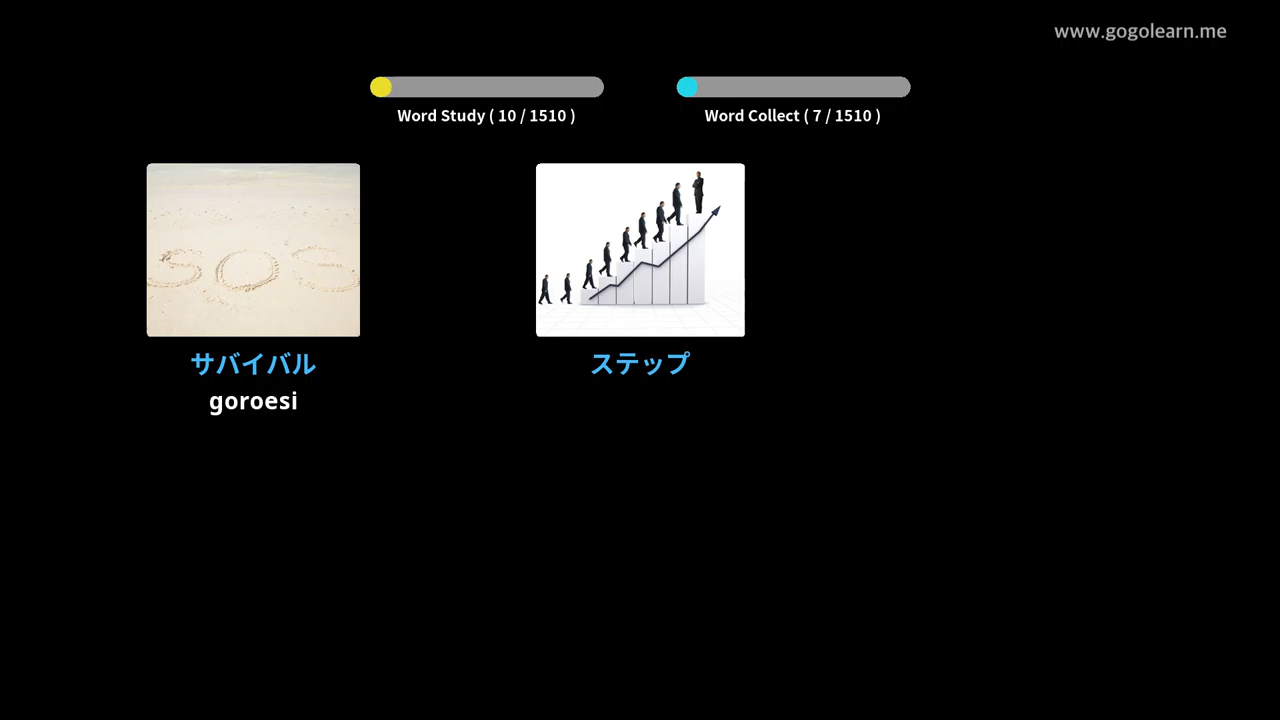 www.gogolearn.me
Word Study ( 10 / 1510 )
Word Collect ( 7 / 1510 )
SOS
サバイバル
goroesi
ステップ